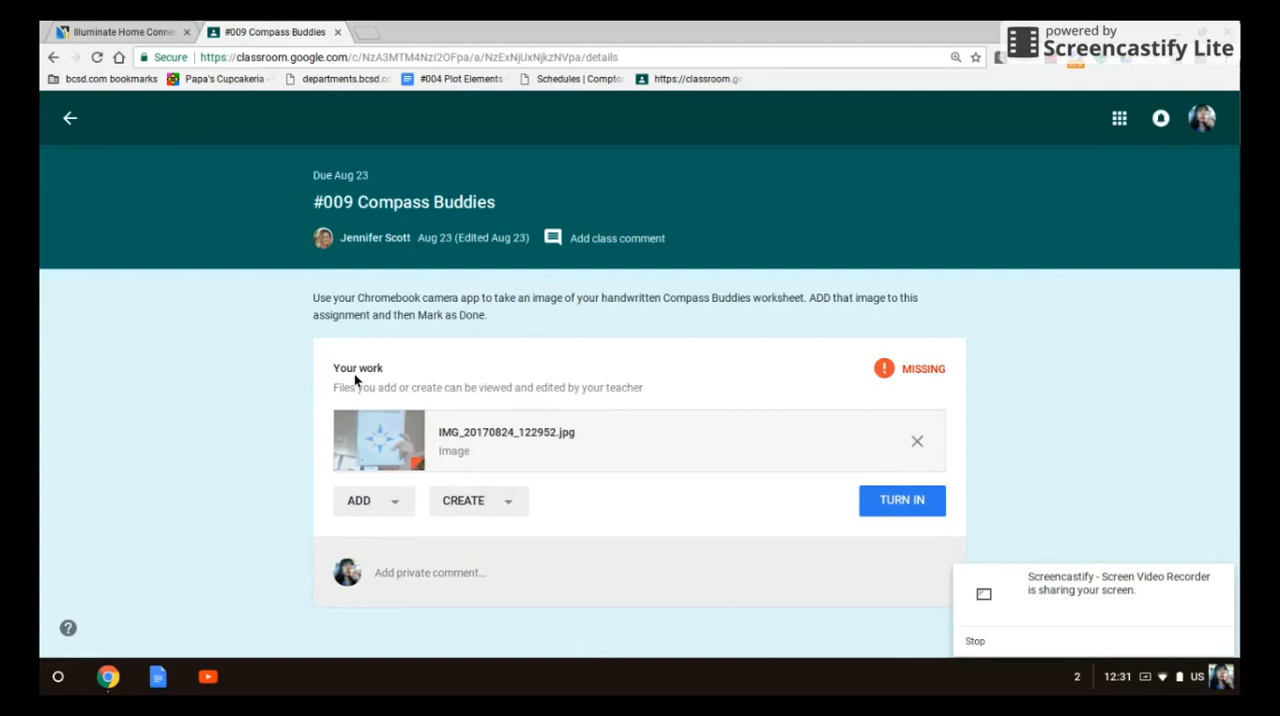 Illuminate Home Conne
#009 Compass Buddies
powered by
Screencastify Lite
Secure
https://classroom.google.com/c/NzA3MTM4NzI2OFpa/a/NzExNjUxNjkzNVpa/details
bcsd.com bookmarks
Papa's Cupcakeria -
departments.bcsd.co
#004 Plot Elements
Schedules | Compto
https://classroom.go
Due Aug 23
#009 Compass Buddies
Jennifer Scott Aug 23 (Edited Aug 23) Add class comment
Use your Chromebook camera app to take an image of your handwritten Compass Buddies worksheet. ADD that image to this
assignment and then Mark as Done.
Your work
! MISSING
Files you add or create can be viewed and edited by your teacher
IMG_20170824_122952.jpg
Image
ADD
CREATE
TURN IN
Add private comment...
Screencastify - Screen Video Recorder
is sharing your screen.
Stop
?
2
12:31
US